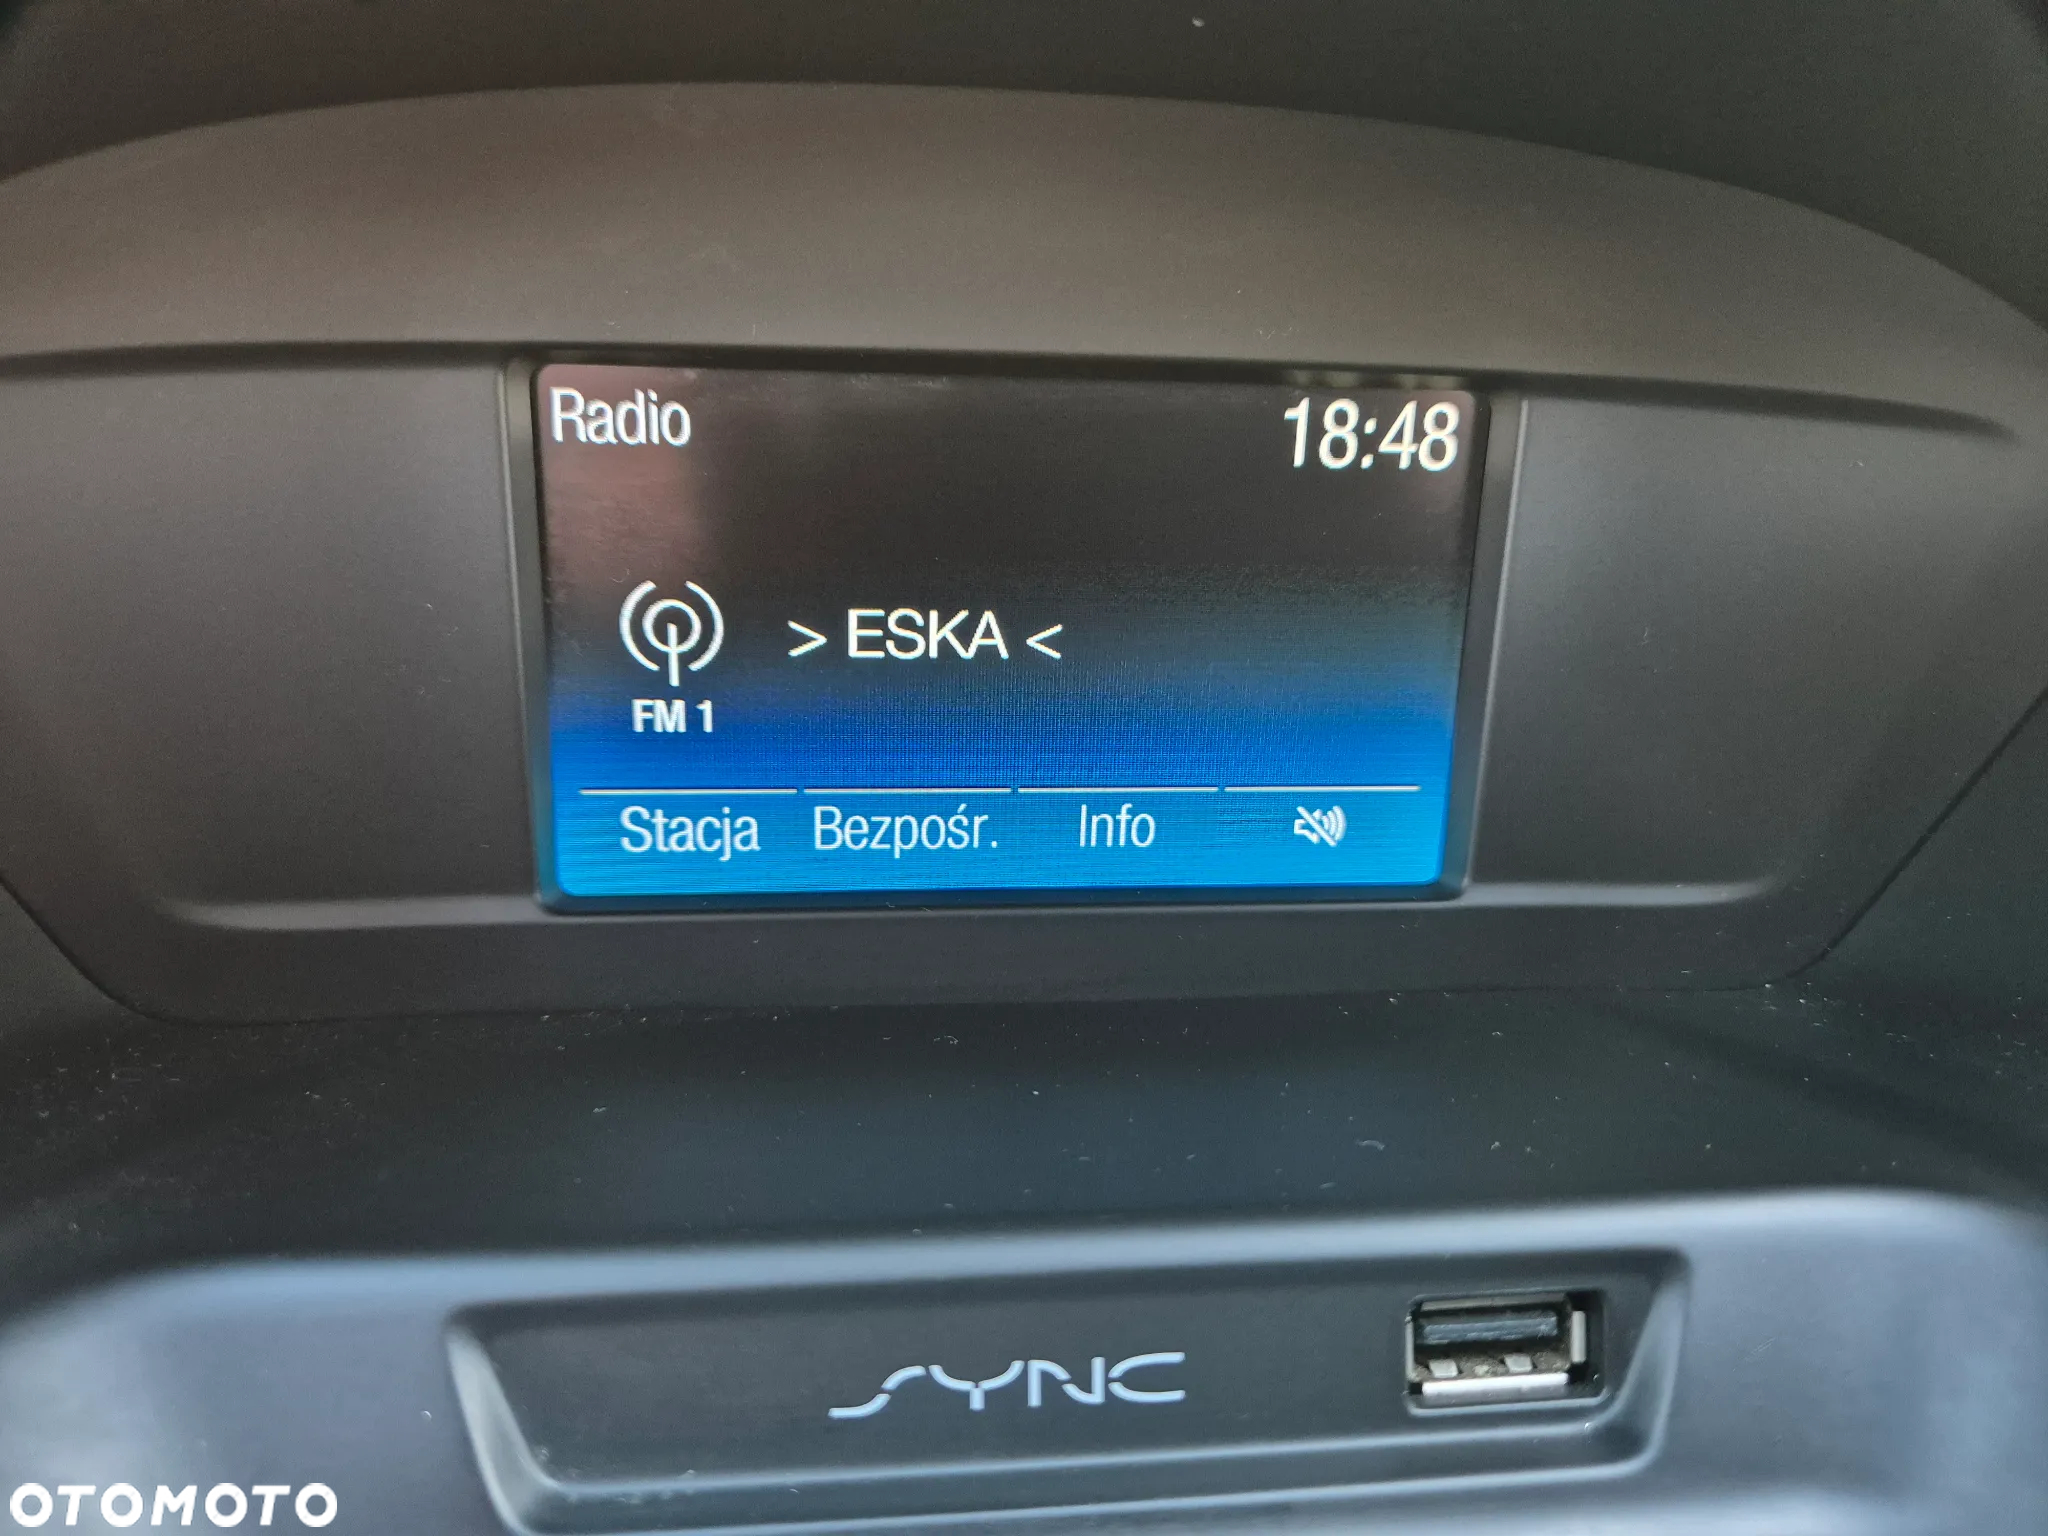 Radio 18:48
> ESKA <
FM 1
Stacja Bezpośr. Info
SYNC
OTOMOTO